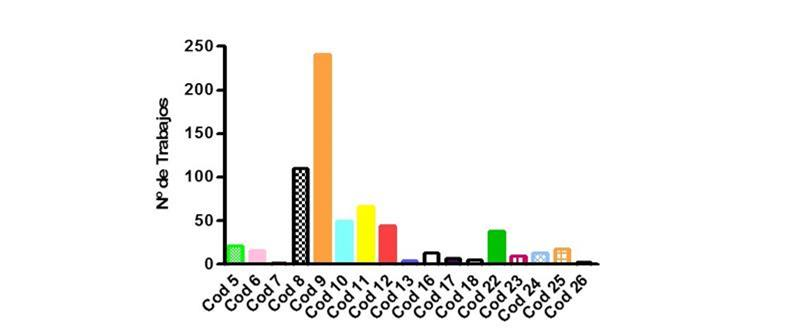 Nº de Trabajos
250
200
150
100
50
0
Cod 5
Cod 6
Cod 7
Cod 8
Cod 9
Cod 10
Cod 11
Cod 12
Cod 13
Cod 16
Cod 17
Cod 18
Cod 22
Cod 23
Cod 24
Cod 25
Cod 26